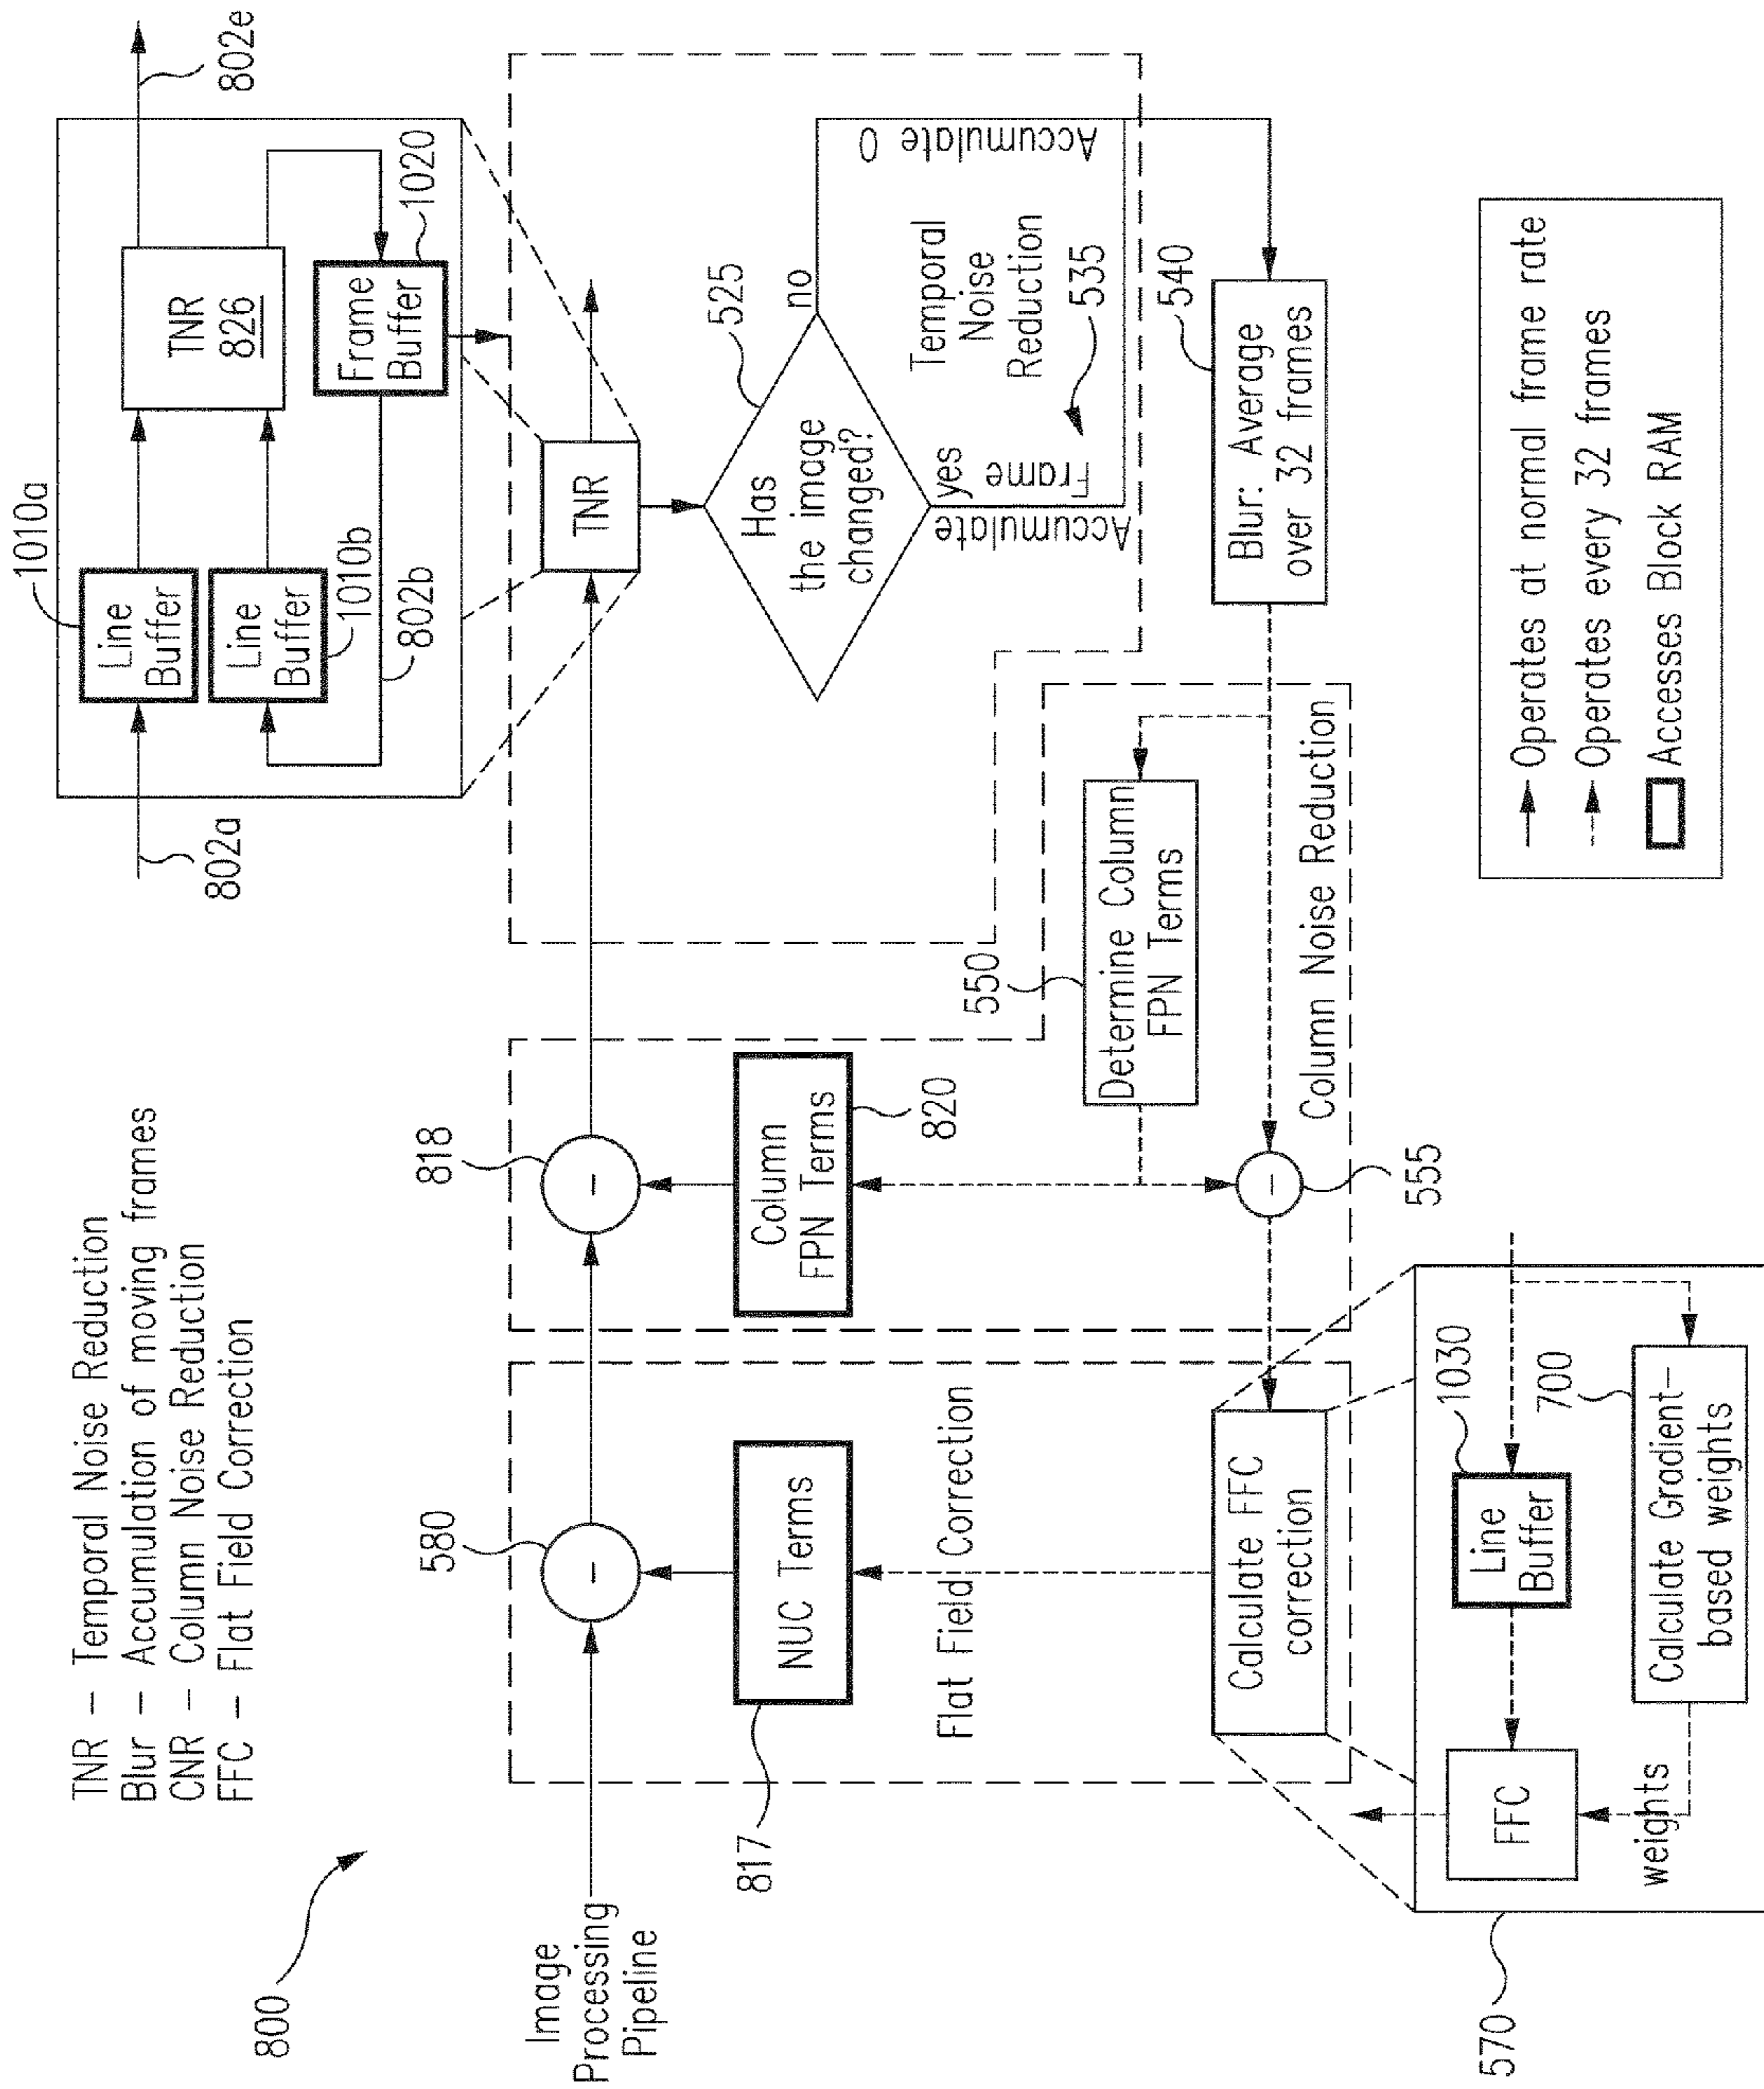 800
TNR – Temporal Noise Reduction
Blur – Accumulation of moving frames
CNR – Column Noise Reduction
FFC – Flat Field Correction
1010a
Line
Buffer
Line
Buffer
1010b
802b
802a
TNR
826
Frame
Buffer
1020
802e
Image
Processing
Pipeline
580
–
818
–
TNR
817
NUC Terms
Column
FPN Terms
820
Has
the image
changed?
525
no
yes
Accumulate
Frame
Accumulate 0
Temporal
Noise
Reduction
535
Flat Field Correction
550
Determine Column
FPN Terms
540
Blur: Average
over 32 frames
Calculate FFC
correction
–
555
Column Noise Reduction
570
FFC
weights
Line
Buffer
1030
700
Calculate Gradient–
based weights
Operates at normal frame rate
Operates every 32 frames
Accesses Block RAM